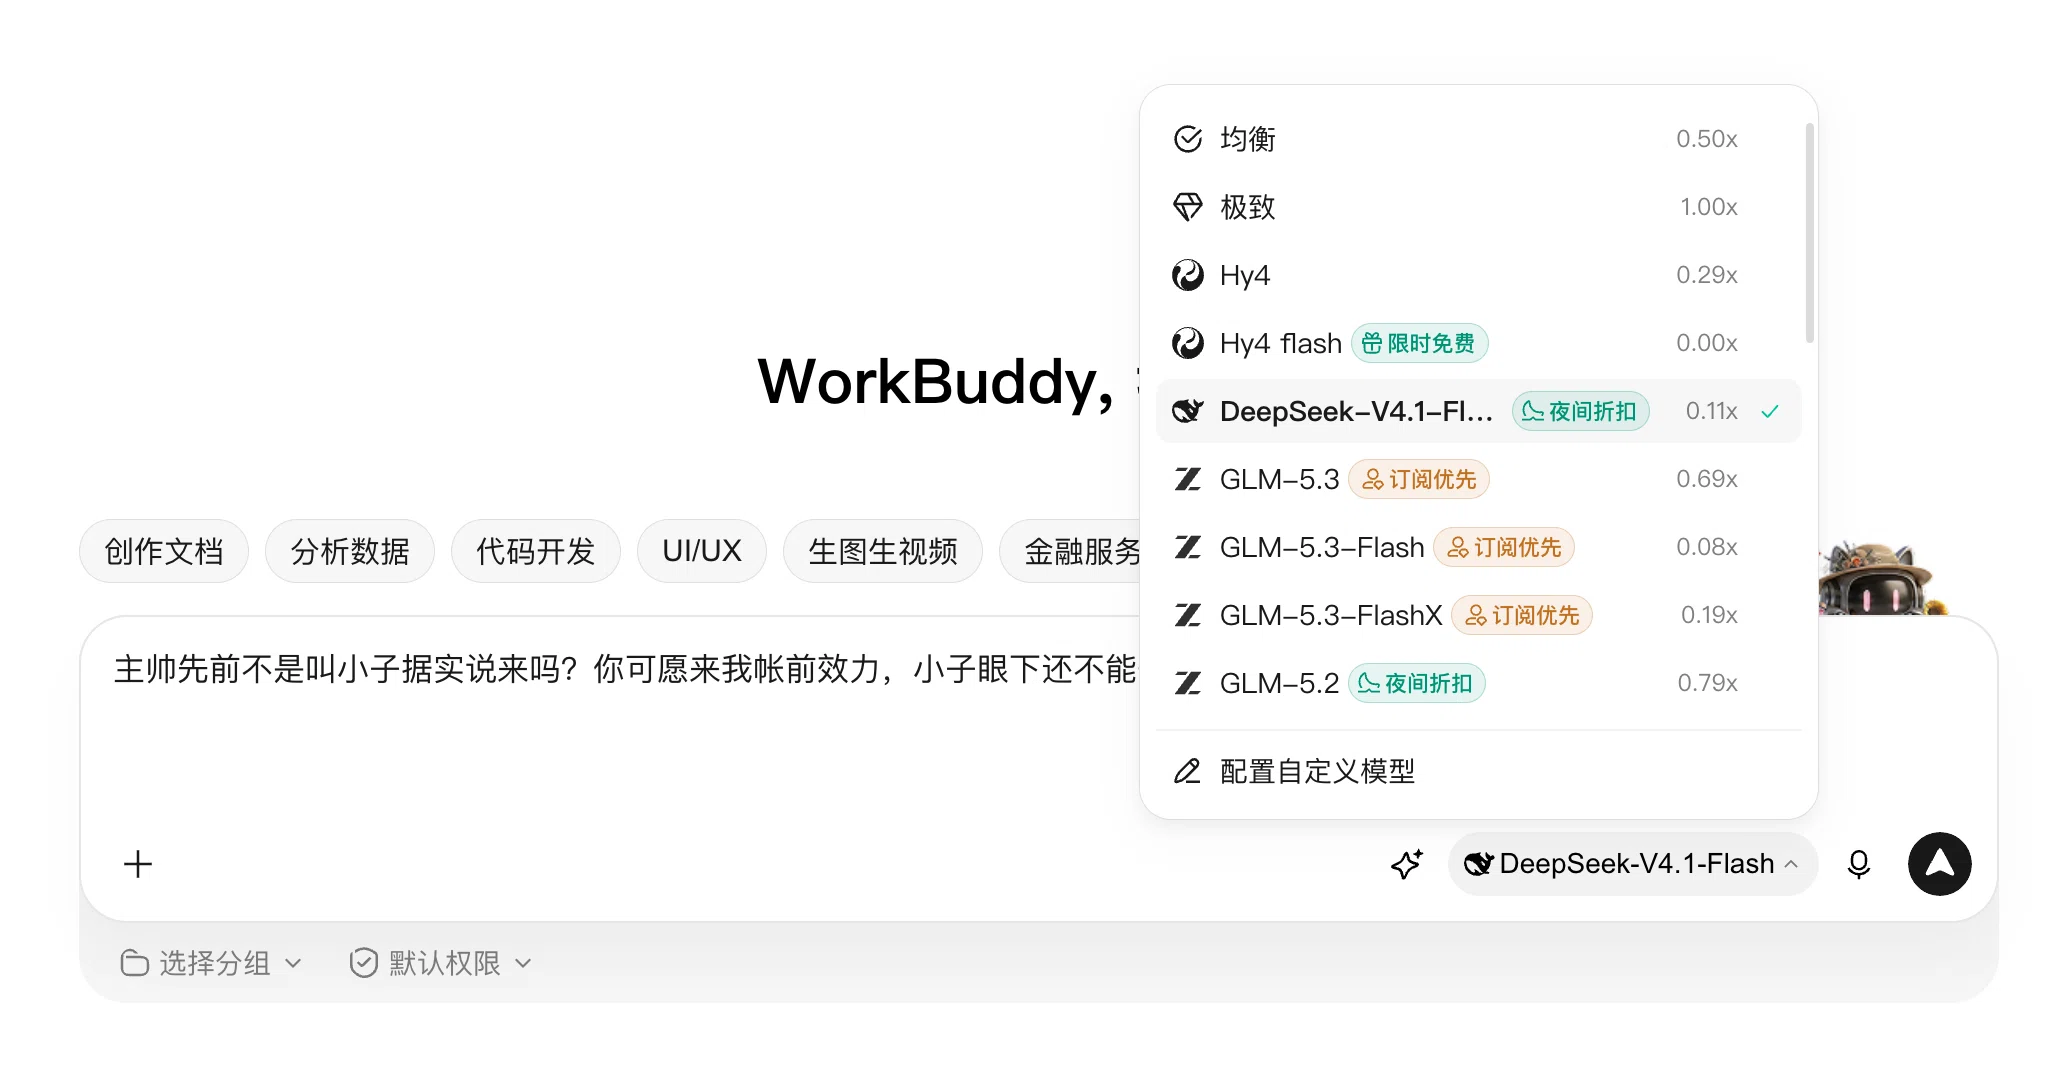 均衡 0.50x
极致 1.00x
Hy4 0.29x
Hy4 flash 限时免费 0.00x
WorkBuddy,
DeepSeek-V4.1-Fl... 夜间折扣 0.11x
GLM-5.3 订阅优先 0.69x
GLM-5.3-Flash 订阅优先 0.08x
GLM-5.3-FlashX 订阅优先 0.19x
GLM-5.2 夜间折扣 0.79x
配置自定义模型
创作文档 分析数据 代码开发 UI/UX 生图生视频 金融服务
主帅先前不是叫小子据实说来吗？你可愿来我帐前效力，小子眼下还不能
DeepSeek-V4.1-Flash
选择分组 默认权限